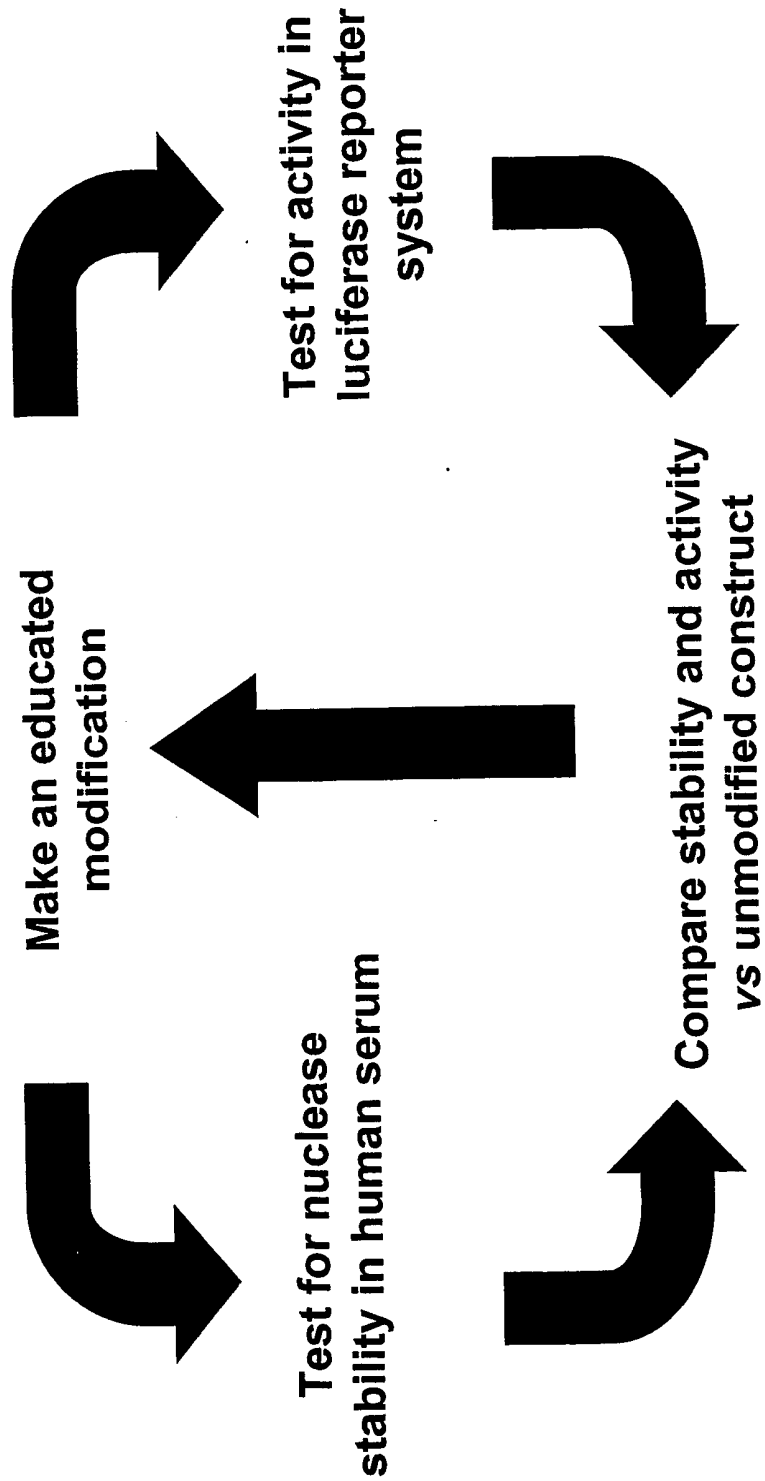 Make an educated
modification
Test for nuclease
stability in human serum
Test for activity in
luciferase reporter
system
Compare stability and activity
vs unmodified construct